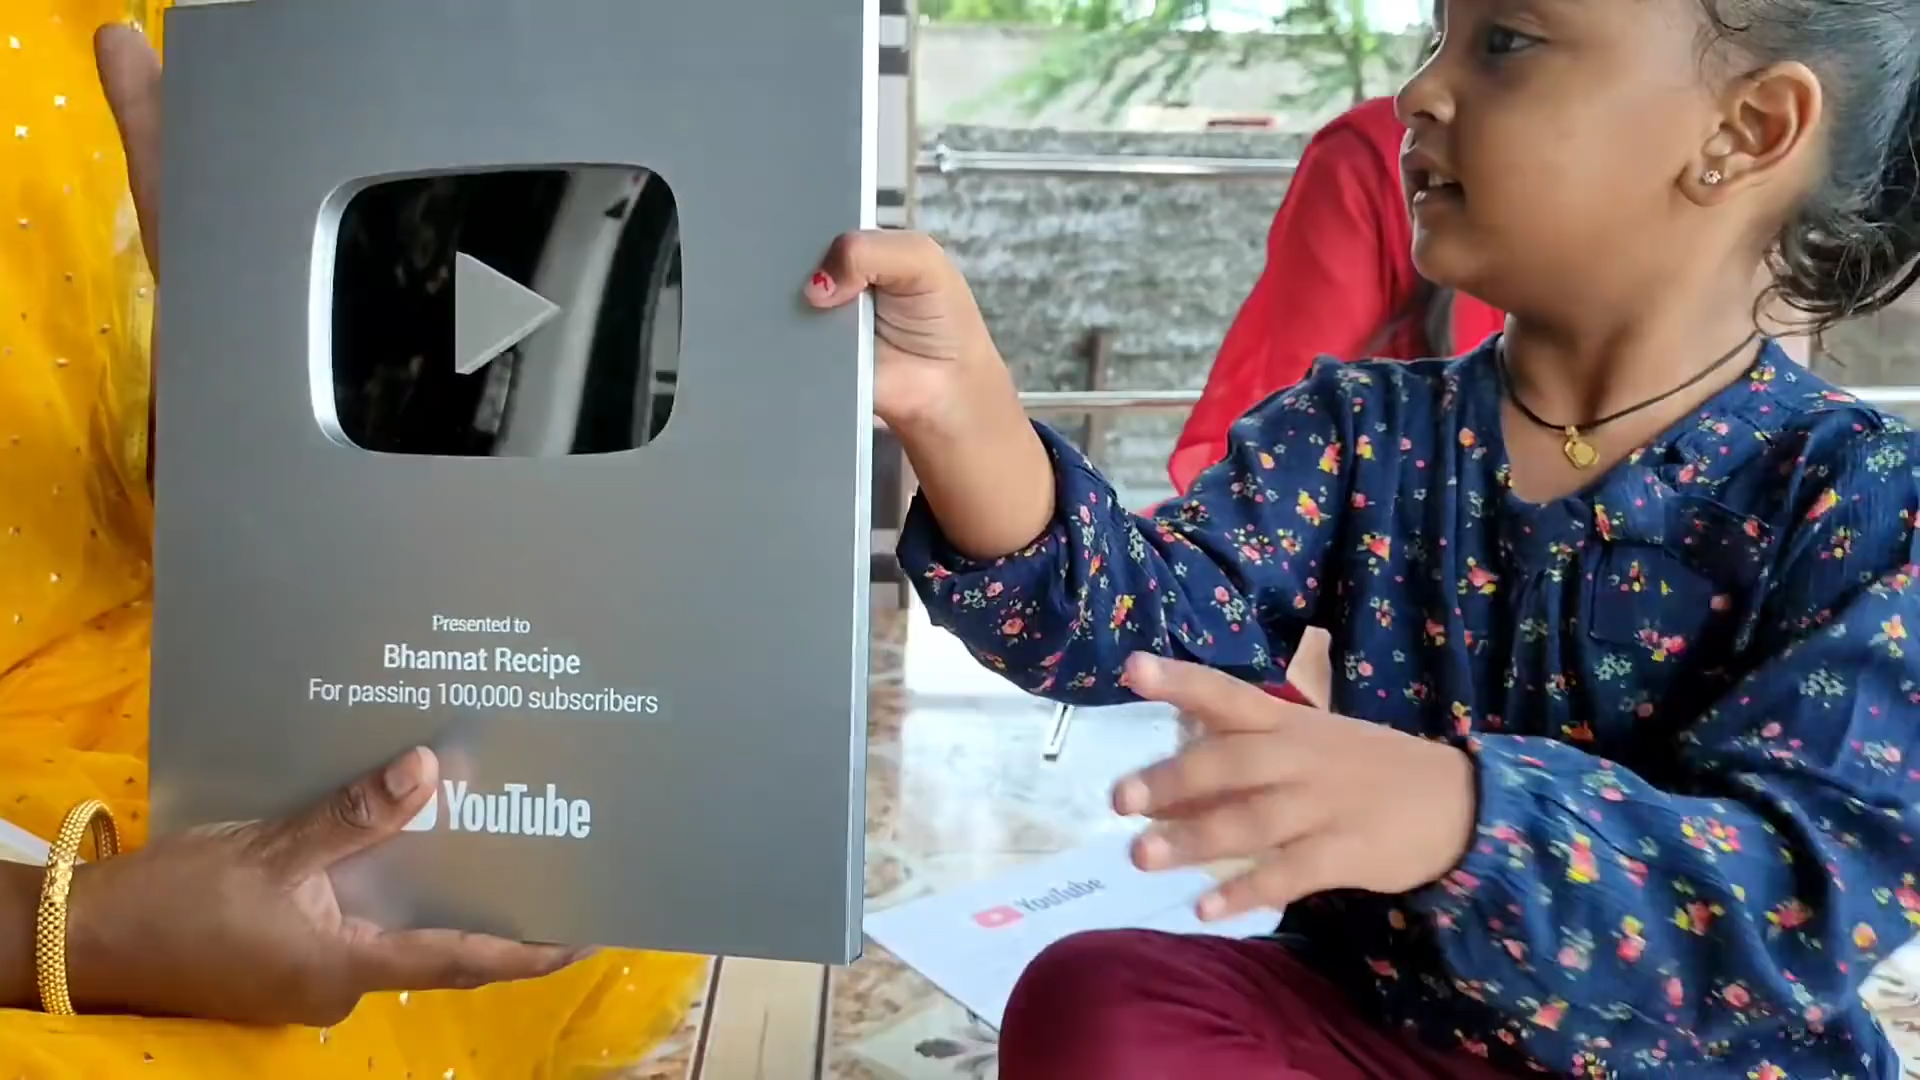 Presented to
Bhannat Recipe
For passing 100,000 subscribers
YouTube
YouTube